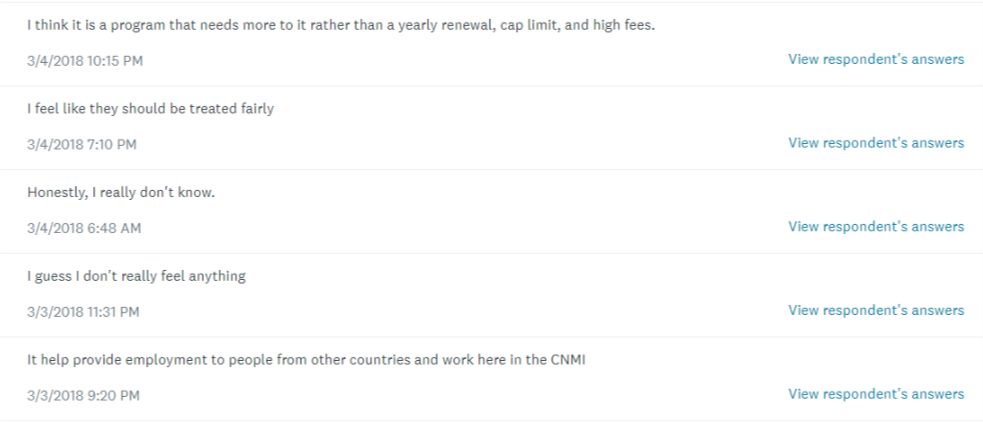 I think it is a program that needs more to it rather than a yearly renewal, cap limit, and high fees.
3/4/2018 10:15 PM View respondent's answers
I feel like they should be treated fairly
3/4/2018 7:10 PM View respondent's answers
Honestly, I really don't know.
3/4/2018 6:48 AM View respondent's answers
I guess I don't really feel anything
3/3/2018 11:31 PM View respondent's answers
It help provide employment to people from other countries and work here in the CNMI
3/3/2018 9:20 PM View respondent's answers